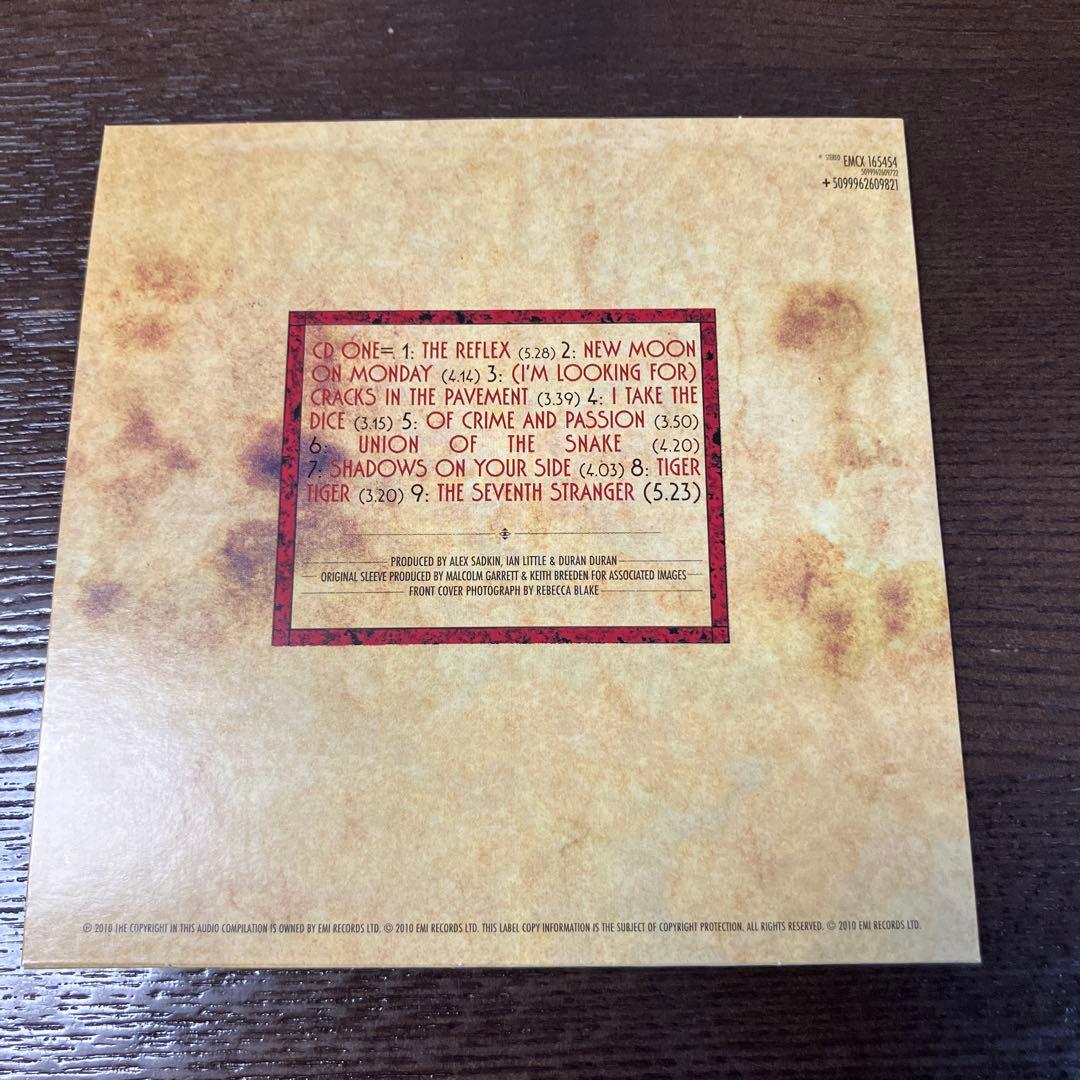 ® STEREO EMCX 165454
5099962609722
+5099962609821
CD ONE= 1: THE REFLEX (5.28) 2: NEW MOON
ON MONDAY (4.14) 3: (I'M LOOKING FOR)
CRACKS IN THE PAVEMENT (3.39) 4: I TAKE THE
DICE (3.15) 5: OF CRIME AND PASSION (3.50)
6: UNION OF THE SNAKE (4.20)
7: SHADOWS ON YOUR SIDE (4.03) 8: TIGER
TIGER (3.20) 9: THE SEVENTH STRANGER (5.23)
PRODUCED BY ALEX SADKIN, IAN LITTLE & DURAN DURAN
ORIGINAL SLEEVE PRODUCED BY MALCOLM GARRETT & KEITH BREEDEN FOR ASSOCIATED IMAGES
FRONT COVER PHOTOGRAPH BY REBECCA BLAKE
℗ 2010 THE COPYRIGHT IN THIS AUDIO COMPILATION IS OWNED BY EMI RECORDS LTD. © 2010 EMI RECORDS LTD. THIS LABEL COPY INFORMATION IS THE SUBJECT OF COPYRIGHT PROTECTION. ALL RIGHTS RESERVED. © 2010 EMI RECORDS LTD.